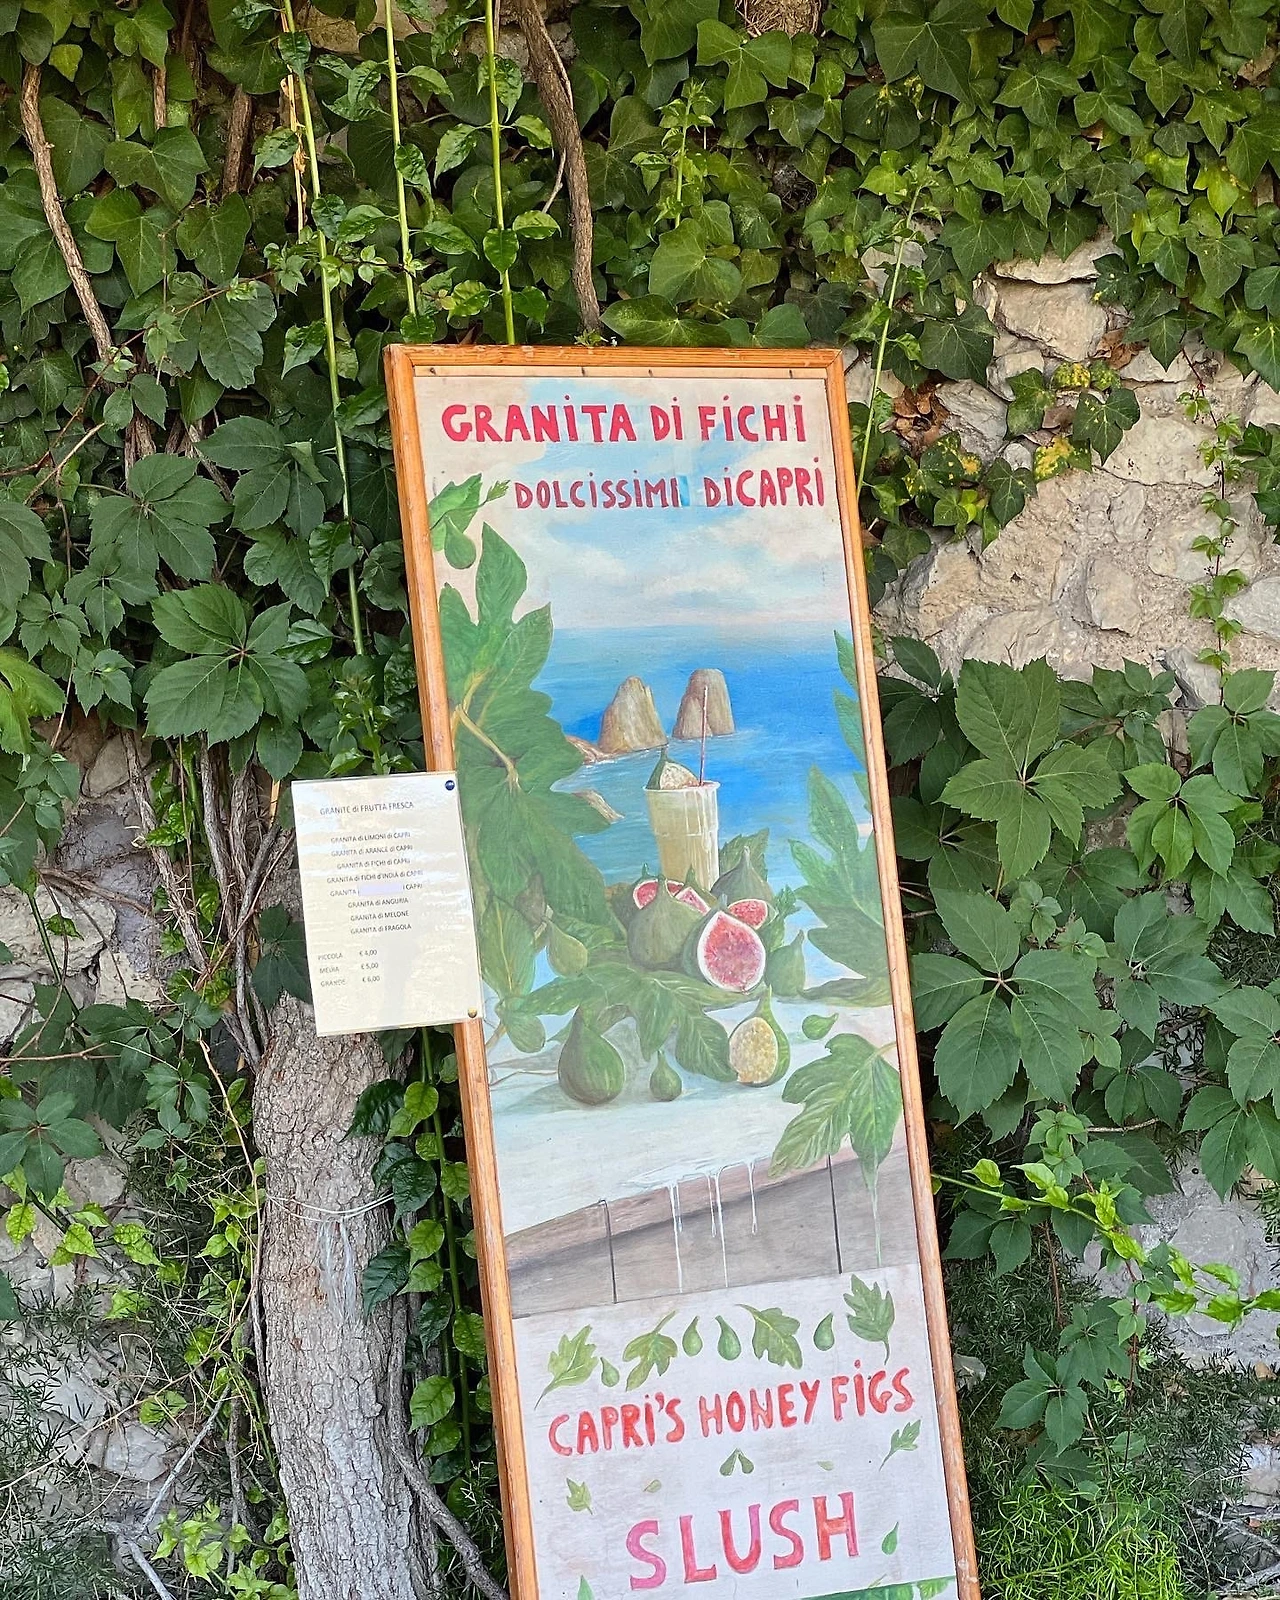 GRANiTA Di FiCHi
DOLCiSSiMi DiCAPRi
GRANITE di FRUTTA FRESCA
GRANITA di LIMONI di CAPRI
GRANITA di ARANCE di CAPRI
GRANITA di FICHI di CAPRI
GRANITA di FICHI d'INDIA di CAPRI
GRANITA i CAPRI
GRANITA di ANGURIA
GRANITA di MELONE
GRANITA di FRAGOLA
PICCOLA € 4,00
MEDIA € 5,00
GRANDE € 6,00
CAPRi'S HONEY FiGS
SLUSH